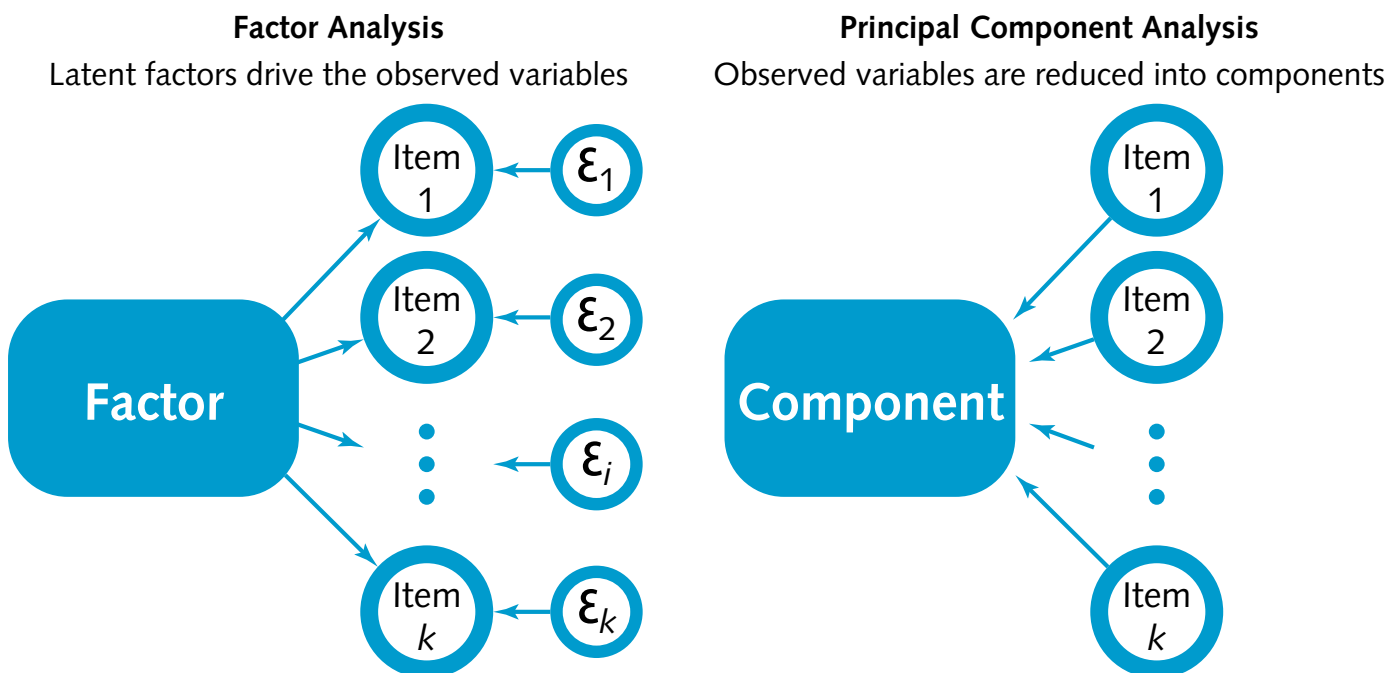 Factor Analysis
Latent factors drive the observed variables
Item
1
ε1
Item
2
ε2
Factor
εi
Item
k
εk
Principal Component Analysis
Observed variables are reduced into components
Item
1
Item
2
Component
Item
k